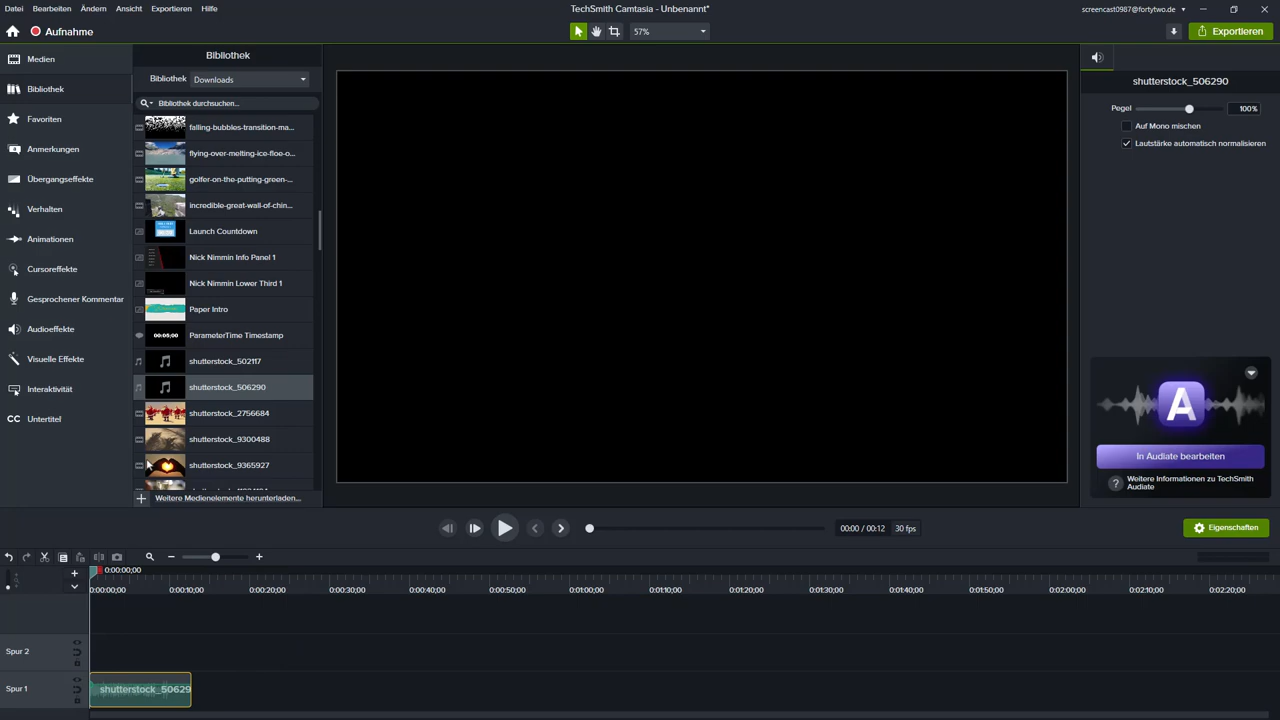 Datei Bearbeiten Ändern Ansicht Exportieren Hilfe
TechSmith Camtasia - Unbenannt*
screencast0987@fortytwo.de
Aufnahme
57%
Exportieren
Medien
Bibliothek
Favoriten
Anmerkungen
Übergangseffekte
Verhalten
Animationen
Cursoreffekte
Gesprochener Kommentar
Audioeffekte
Visuelle Effekte
Interaktivität
CC Untertitel
Bibliothek
Bibliothek Downloads
Bibliothek durchsuchen...
falling-bubbles-transition-ma...
flying-over-melting-ice-floe-o...
golfer-on-the-putting-green-...
incredible-great-wall-of-chin...
Launch Countdown
Nick Nimmin Info Panel 1
Nick Nimmin Lower Third 1
Paper Intro
00:05;00
ParameterTime Timestamp
shutterstock_502117
shutterstock_506290
shutterstock_2756684
shutterstock_9300488
shutterstock_9365927
Weitere Medienelemente herunterladen...
shutterstock_506290
Pegel 100%
Auf Mono mischen
Lautstärke automatisch normalisieren
A
In Audiate bearbeiten
? Weitere Informationen zu TechSmith
Audiate
00:00 / 00:12 30 fps
Eigenschaften
0:00:00;00
0:00:00;00 0:00:10;00 0:00:20;00 0:00:30;00 0:00:40;00 0:00:50;00 0:01:00;00 0:01:10;00 0:01:20;00 0:01:30;00 0:01:40;00 0:01:50;00 0:02:00;00 0:02:10;00 0:02:20;00
Spur 2
Spur 1
shutterstock_50629